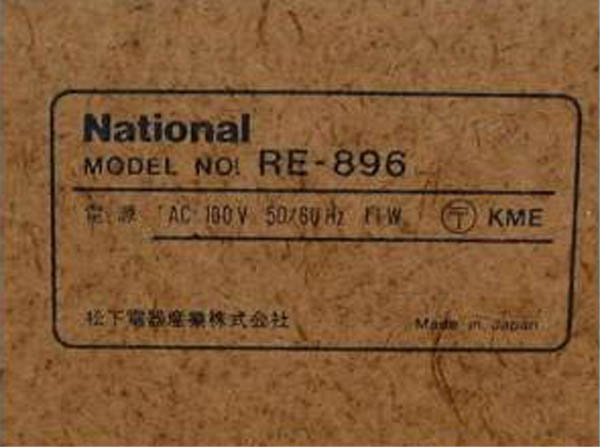 National
MODEL NO. RE-896
電源 AC 100V 50/60Hz 〒 KME
松下電器産業株式会社
Made in Japan